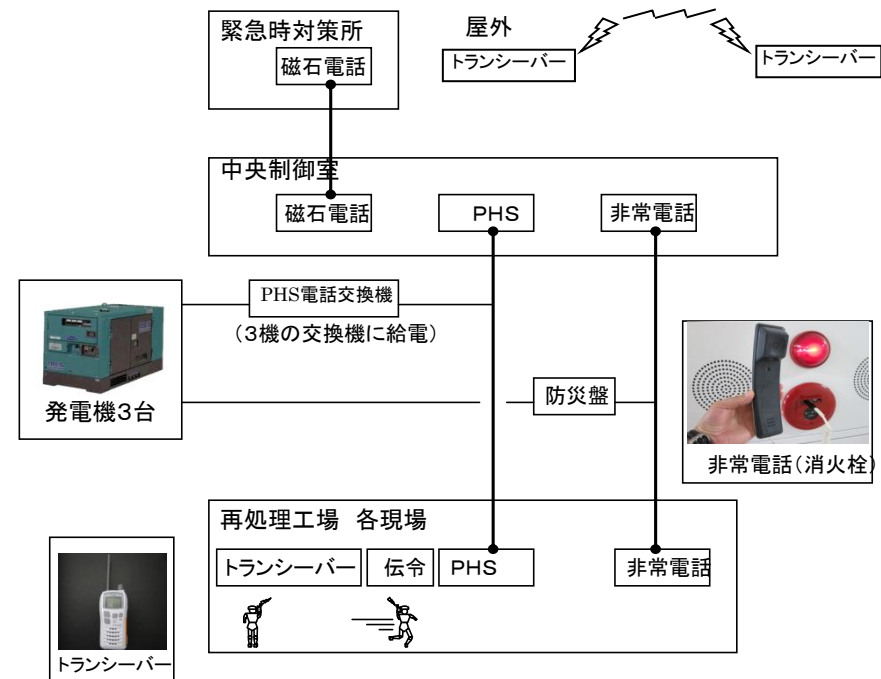 緊急時対策所
磁石電話
屋外
トランシーバー
トランシーバー
中央制御室
磁石電話
PHS
非常電話
PHS電話交換機
(3機の交換機に給電)
発電機3台
防災盤
非常電話(消火栓)
再処理工場 各現場
トランシーバー
伝令
PHS
非常電話
トランシーバー